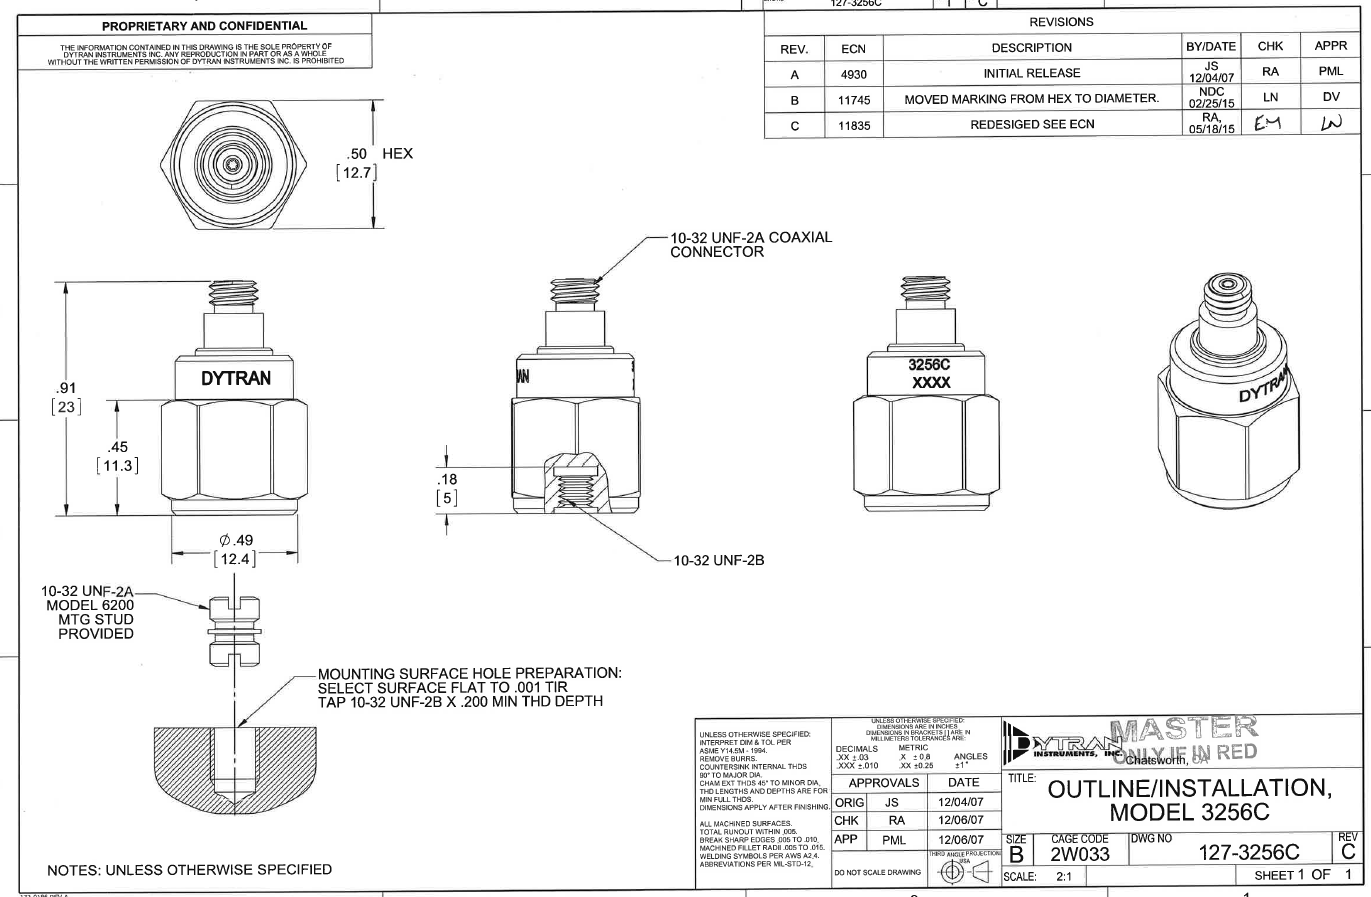 127-3256C
1
C
PROPRIETARY AND CONFIDENTIAL
THE INFORMATION CONTAINED IN THIS DRAWING IS THE SOLE PROPERTY OF
DYTRAN INSTRUMENTS INC. ANY REPRODUCTION IN PART OR AS A WHOLE
WITHOUT THE WRITTEN PERMISSION OF DYTRAN INSTRUMENTS INC. IS PROHIBITED
REVISIONS
REV. ECN DESCRIPTION BY/DATE CHK APPR
A 4930 INITIAL RELEASE JS 12/04/07 RA PML
B 11745 MOVED MARKING FROM HEX TO DIAMETER. NDC 02/25/15 LN DV
C 11835 REDESIGED SEE ECN RA, 05/18/15 EM LN
.50 HEX
[12.7]
10-32 UNF-2A COAXIAL
CONNECTOR
.91
[23]
.45
[11.3]
DYTRAN
Ø.49
[12.4]
AN
.18
[5]
10-32 UNF-2B
3256C
XXXX
DYTRAN
10-32 UNF-2A
MODEL 6200
MTG STUD
PROVIDED
MOUNTING SURFACE HOLE PREPARATION:
SELECT SURFACE FLAT TO .001 TIR
TAP 10-32 UNF-2B X .200 MIN THD DEPTH
NOTES: UNLESS OTHERWISE SPECIFIED
UNLESS OTHERWISE SPECIFIED:
INTERPRET DIM & TOL PER
ASME Y14.5M - 1994.
REMOVE BURRS.
COUNTERSINK INTERNAL THDS
90° TO MAJOR DIA.
CHAM EXT THDS 45° TO MINOR DIA,
THD LENGTHS AND DEPTHS ARE FOR
MIN FULL THDS.
DIMENSIONS APPLY AFTER FINISHING.
ALL MACHINED SURFACES.
TOTAL RUNOUT WITHIN .005.
BREAK SHARP EDGES .005 TO .010.
MACHINED FILLET RADII .005 TO .015.
WELDING SYMBOLS PER AWS A2.4.
ABBREVIATIONS PER MIL-STD-12.
UNLESS OTHERWISE SPECIFIED:
DIMENSIONS ARE IN INCHES
DIMENSIONS IN BRACKETS [ ] ARE IN
MILLIMETERS TOLERANCES ARE:
DECIMALS METRIC ANGLES
.XX ±.03 .X ±0.8 ±1°
.XXX ±.010 .XX ±0.25
APPROVALS DATE
ORIG JS 12/04/07
CHK RA 12/06/07
APP PML 12/06/07
DO NOT SCALE DRAWING
THIRD ANGLE PROJECTION
USA
DYTRAN
INSTRUMENTS, INC.
Chatsworth, CA
MASTER
ONLY IF IN RED
TITLE:
OUTLINE/INSTALLATION,
MODEL 3256C
SIZE B
CAGE CODE 2W033
DWG NO 127-3256C
REV C
SCALE: 2:1
SHEET 1 OF 1